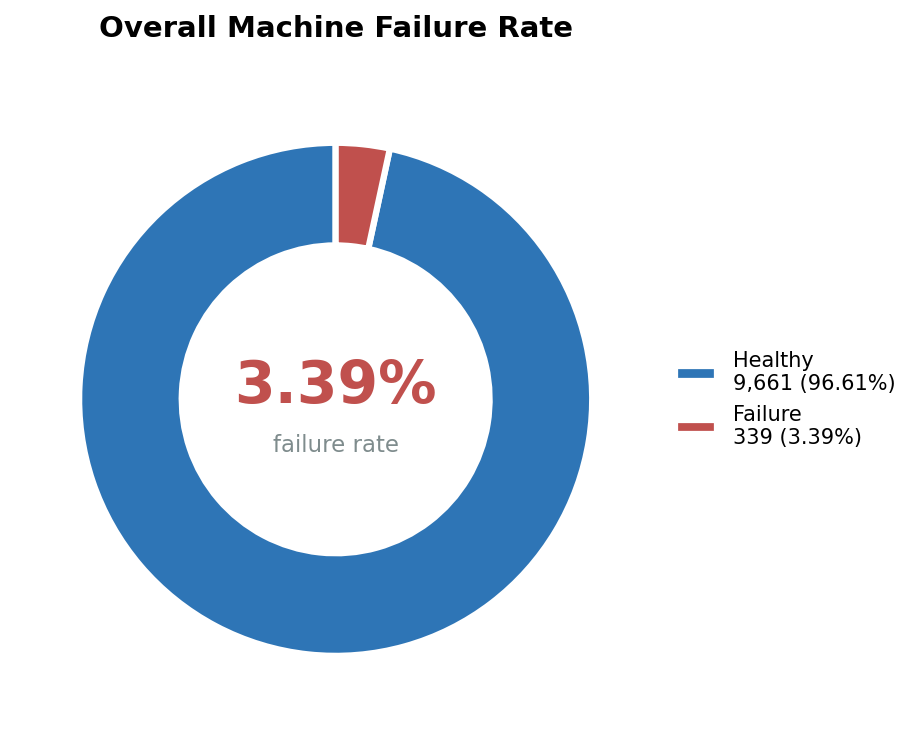 Overall Machine Failure Rate
3.39%
failure rate
Healthy
9,661 (96.61%)
Failure
339 (3.39%)